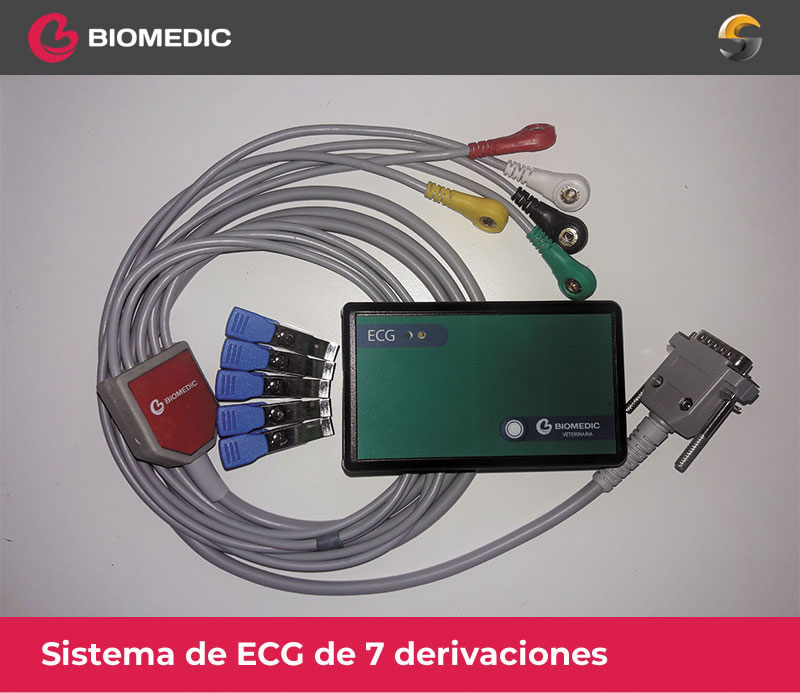 BIOMEDIC
ECG
BIOMEDIC
BIOMEDIC
VETERINARIA
Sistema de ECG de 7 derivaciones